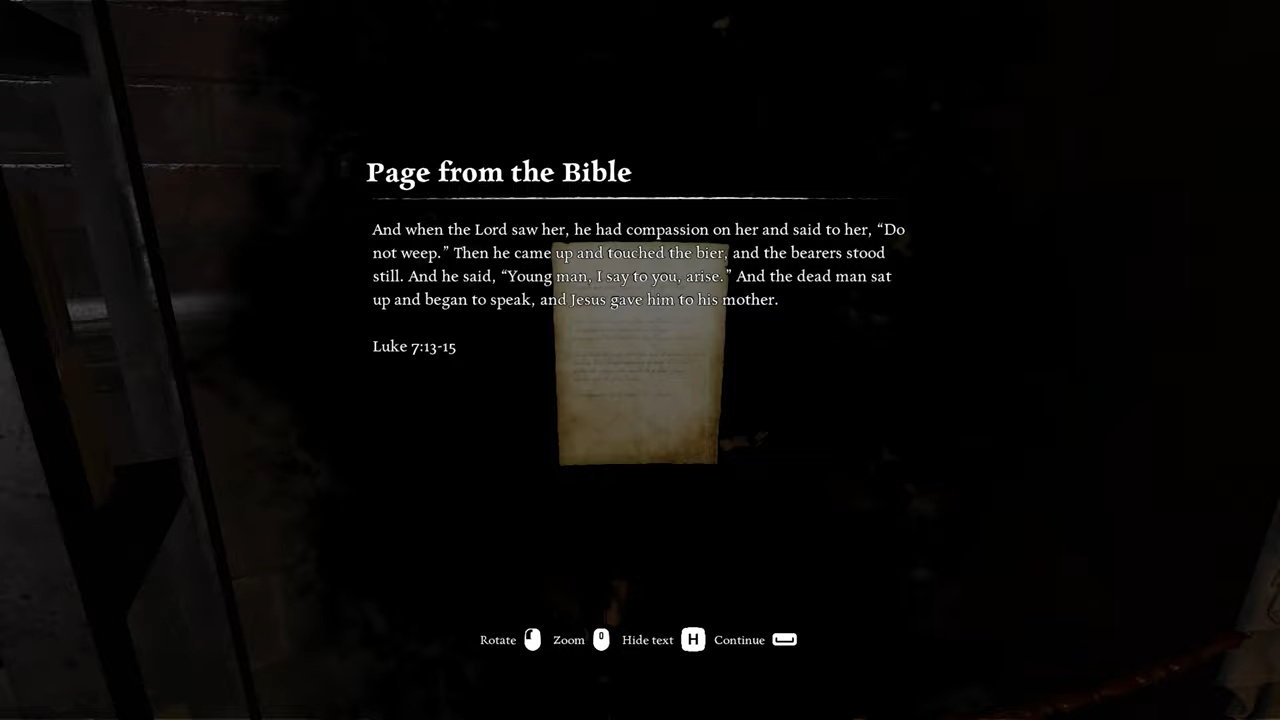 Page from the Bible
And when the Lord saw her, he had compassion on her and said to her, “Do
not weep.” Then he came up and touched the bier, and the bearers stood
still. And he said, “Young man, I say to you, arise.” And the dead man sat
up and began to speak, and Jesus gave him to his mother.
Luke 7:13-15
Rotate Zoom Hide text H Continue